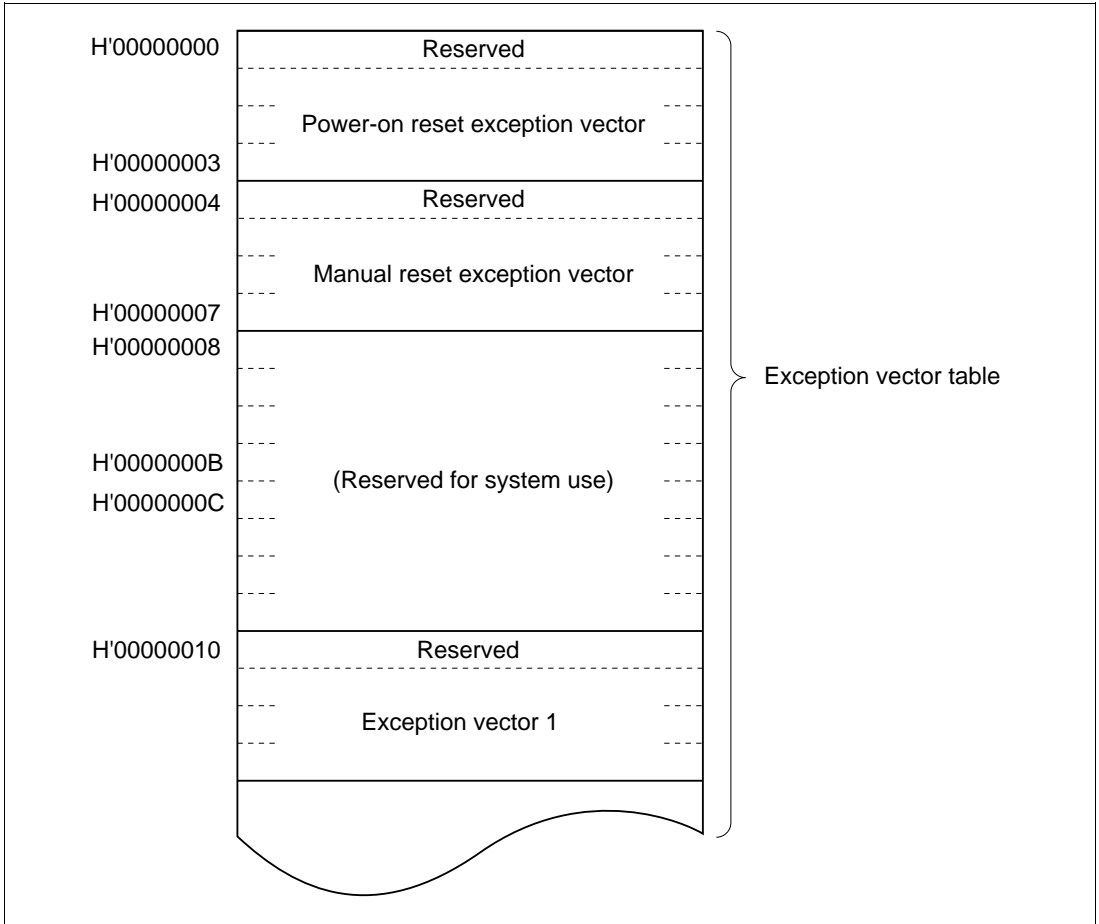 H'00000000
Reserved
Power-on reset exception vector
H'00000003
H'00000004
Reserved
Manual reset exception vector
H'00000007
H'00000008
Exception vector table
H'0000000B
(Reserved for system use)
H'0000000C
H'00000010
Reserved
Exception vector 1